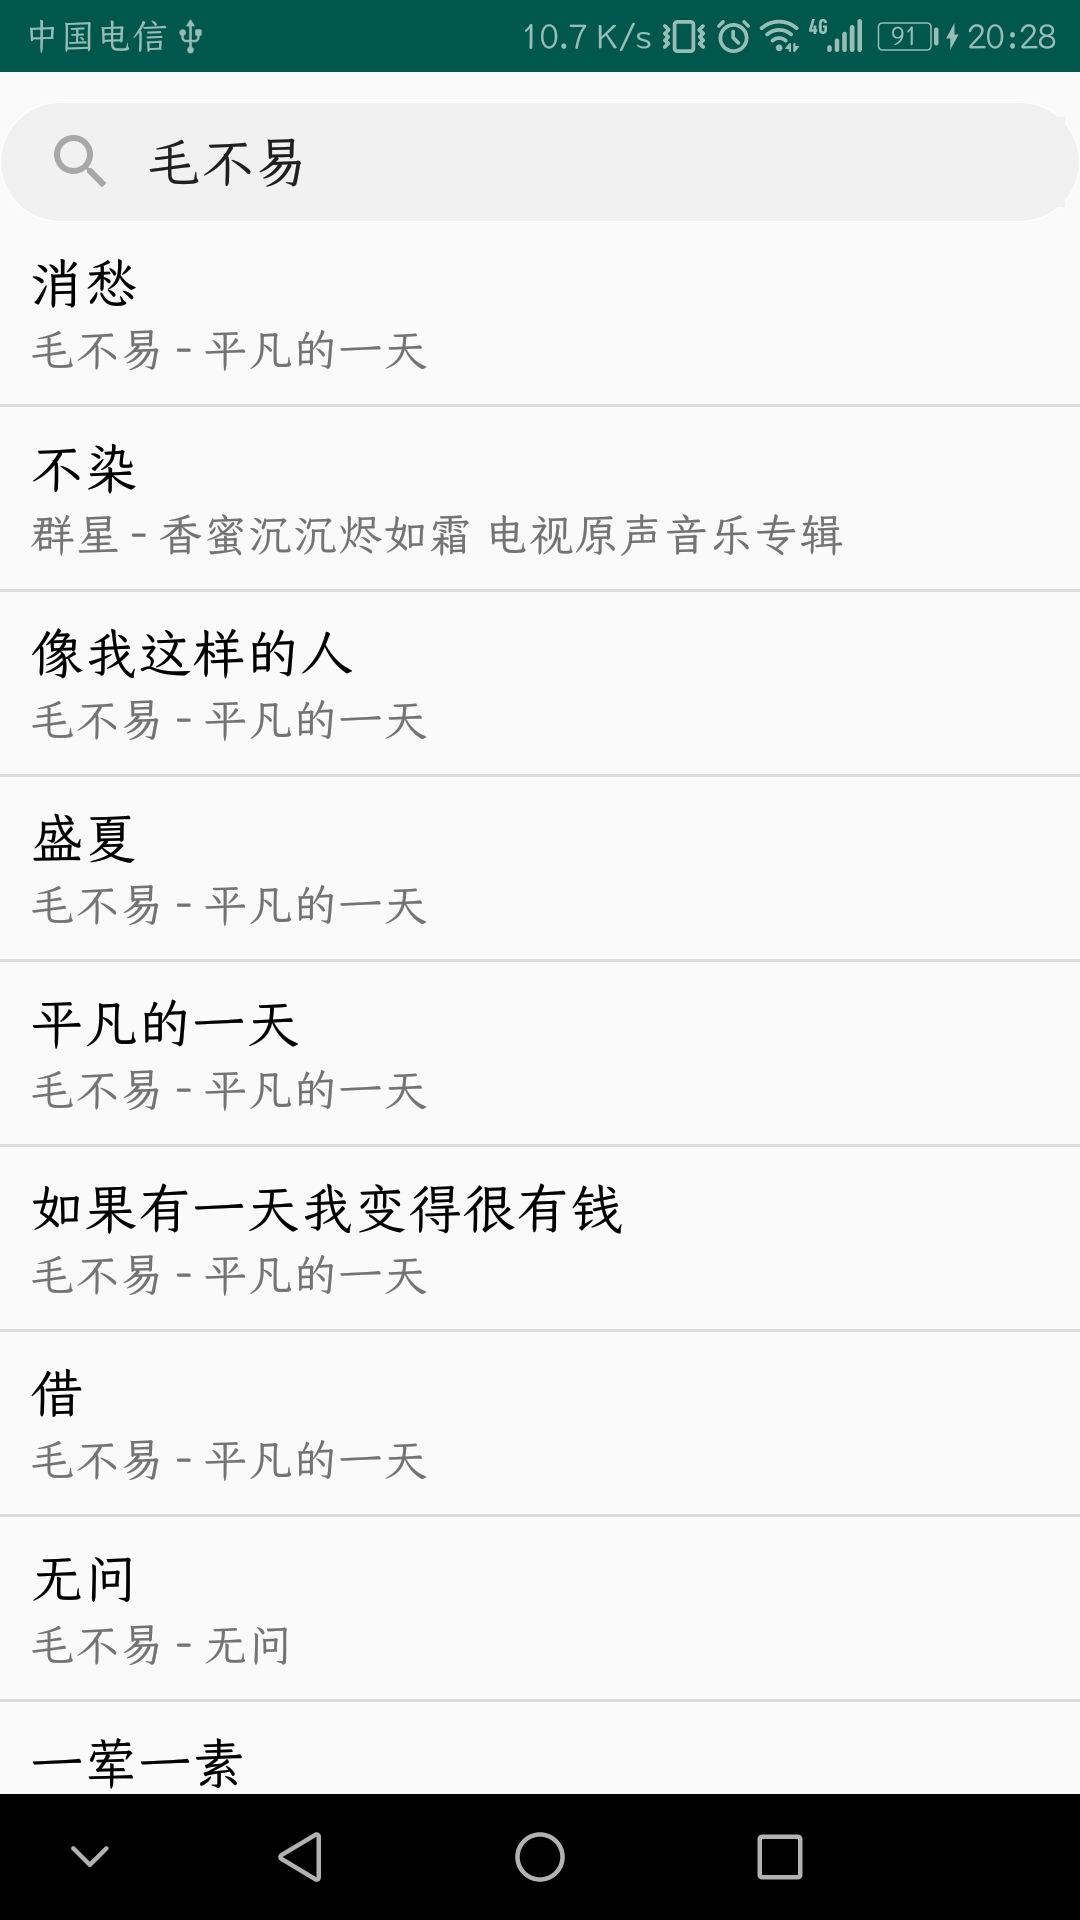 中国电信 10.7 K/s 4G 91 20:28
毛不易
消愁
毛不易 - 平凡的一天
不染
群星 - 香蜜沉沉烬如霜 电视原声音乐专辑
像我这样的人
毛不易 - 平凡的一天
盛夏
毛不易 - 平凡的一天
平凡的一天
毛不易 - 平凡的一天
如果有一天我变得很有钱
毛不易 - 平凡的一天
借
毛不易 - 平凡的一天
无问
毛不易 - 无问
一荤一素